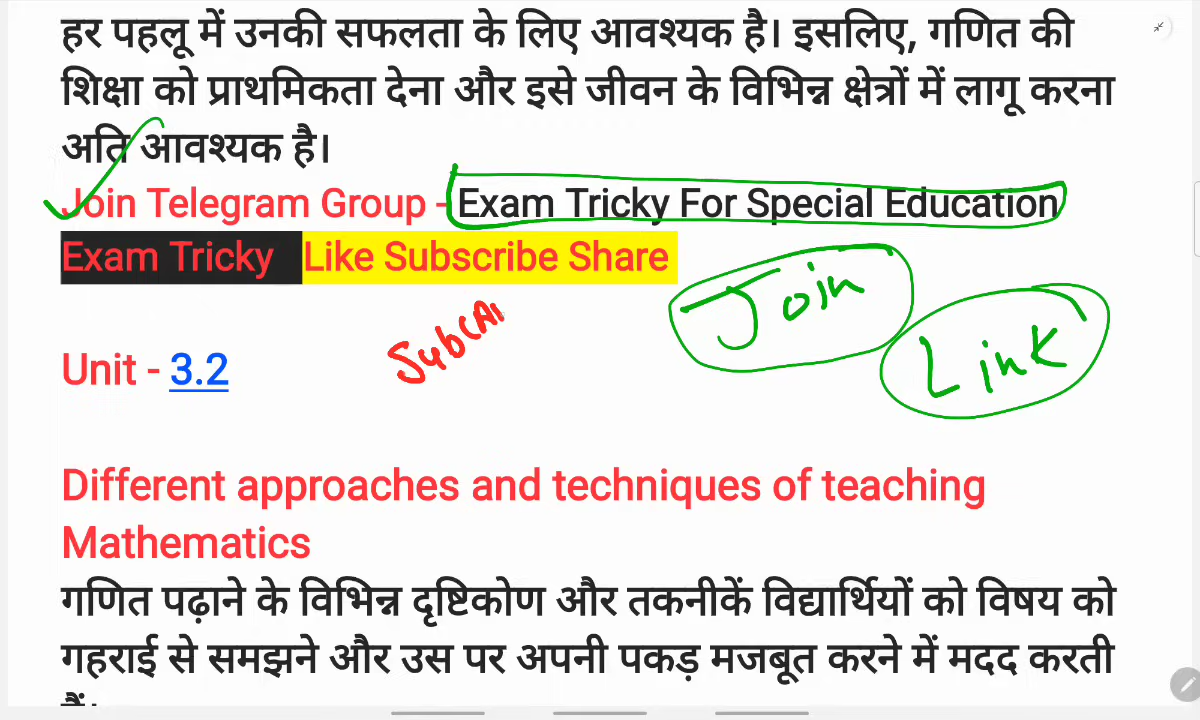 हर पहलू में उनकी सफलता के लिए आवश्यक है। इसलिए, गणित की
शिक्षा को प्राथमिकता देना और इसे जीवन के विभिन्न क्षेत्रों में लागू करना
अति आवश्यक है।
Join Telegram Group - Exam Tricky For Special Education
Exam Tricky Like Subscribe Share
Join
Link
Unit - 3.2
Different approaches and techniques of teaching
Mathematics
गणित पढ़ाने के विभिन्न दृष्टिकोण और तकनीकें विद्यार्थियों को विषय को
गहराई से समझने और उस पर अपनी पकड़ मजबूत करने में मदद करती